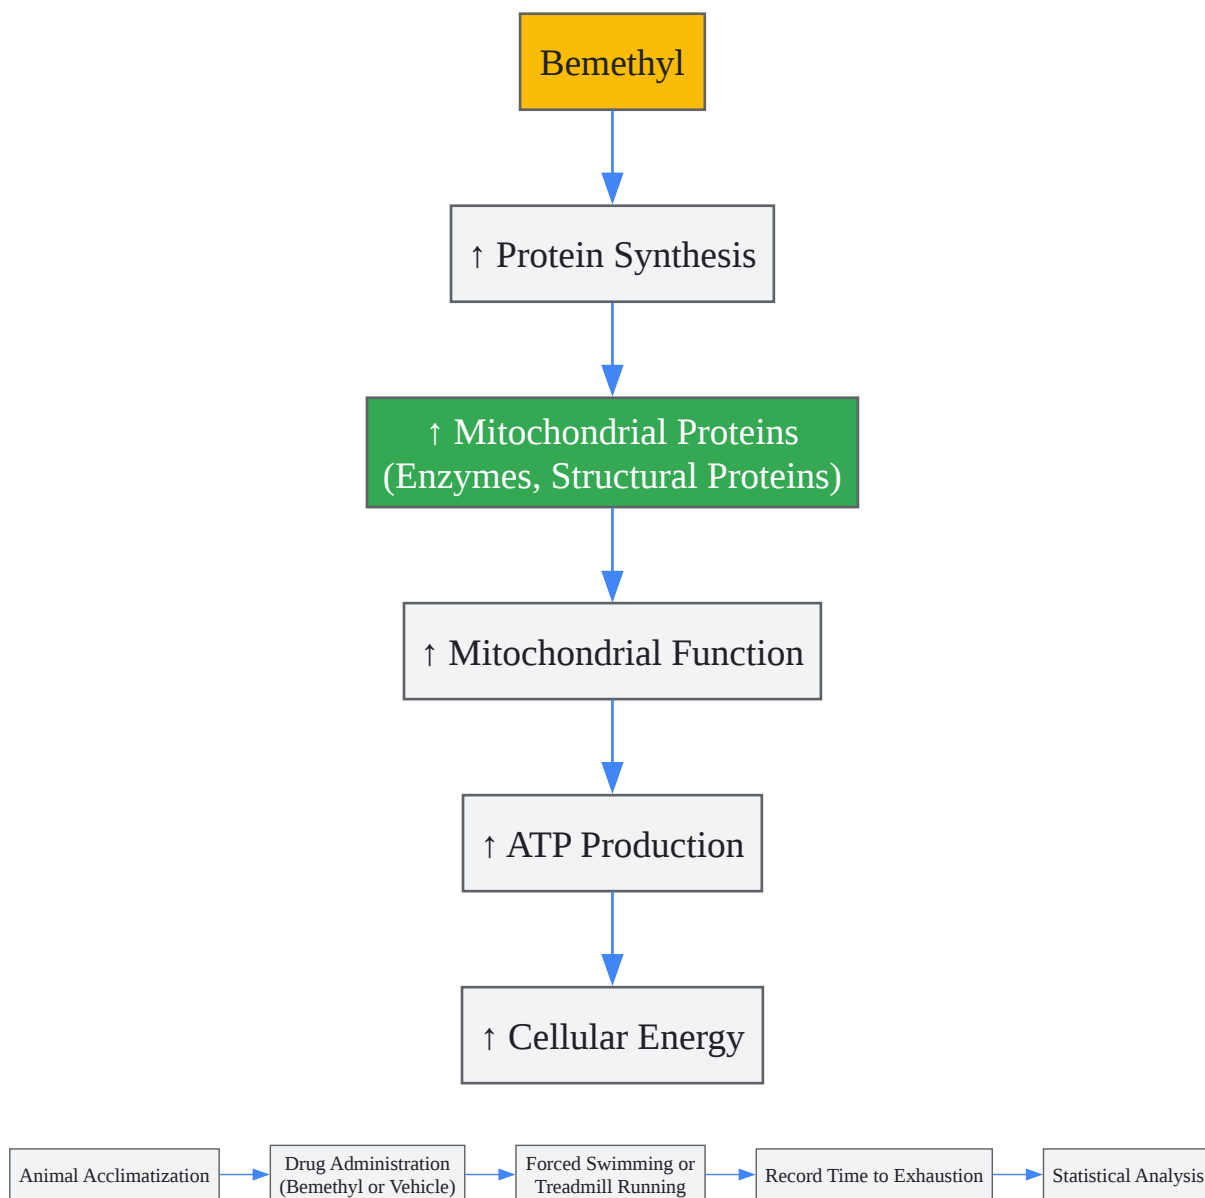 Bemethyl
↑ Protein Synthesis
↑ Mitochondrial Proteins
(Enzymes, Structural Proteins)
↑ Mitochondrial Function
↑ ATP Production
↑ Cellular Energy
Animal Acclimatization
Drug Administration
(Bemethyl or Vehicle)
Forced Swimming or
Treadmill Running
Record Time to Exhaustion
Statistical Analysis